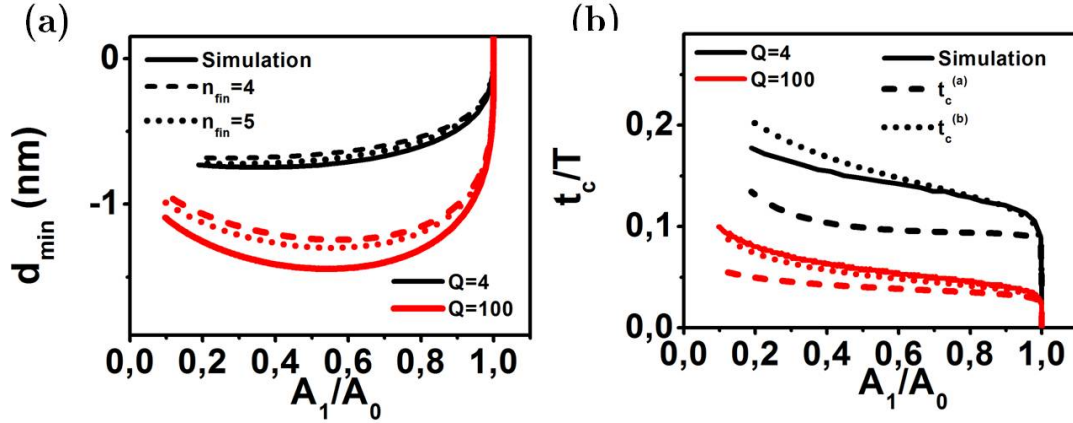 (a)
d_min (nm)
0
-1
Simulation
n_fin=4
n_fin=5
Q=4
Q=100
0,0 0,2 0,4 0,6 0,8 1,0
A_1/A_0
(b)
t_c/T
0,2
0,1
0,0
Q=4
Q=100
Simulation
t_c^(a)
t_c^(b)
0,0 0,2 0,4 0,6 0,8 1,0
A_1/A_0